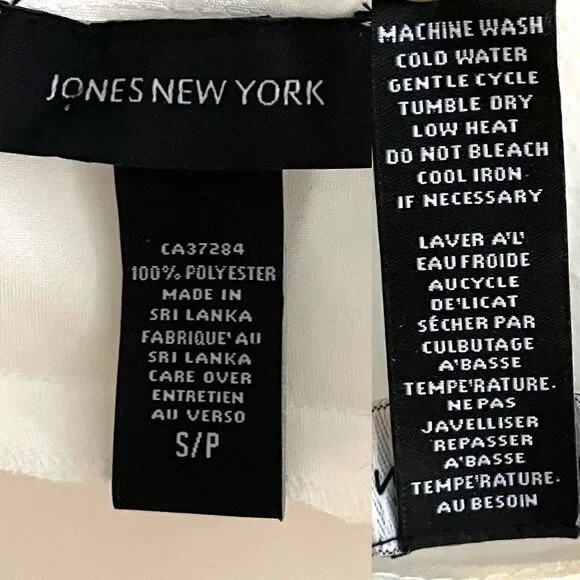 JONES NEW YORK
CA37284
100% POLYESTER
MADE IN
SRI LANKA
FABRIQUE' AU
SRI LANKA
CARE OVER
ENTRETIEN
AU VERSO
S/P
MACHINE WASH
COLD WATER
GENTLE CYCLE
TUMBLE DRY
LOW HEAT
DO NOT BLEACH
COOL IRON
IF NECESSARY
LAVER A'L'
EAU FROIDE
AUCYCLE
DE'LICAT
SÉCHER PAR
CULBUTAGE
A'BASSE
TEMPE'RATURE.
NE PAS
JAVELLISER
REPASSER
A'BASSE
TEMPE'RATURE.
AU BESOIN